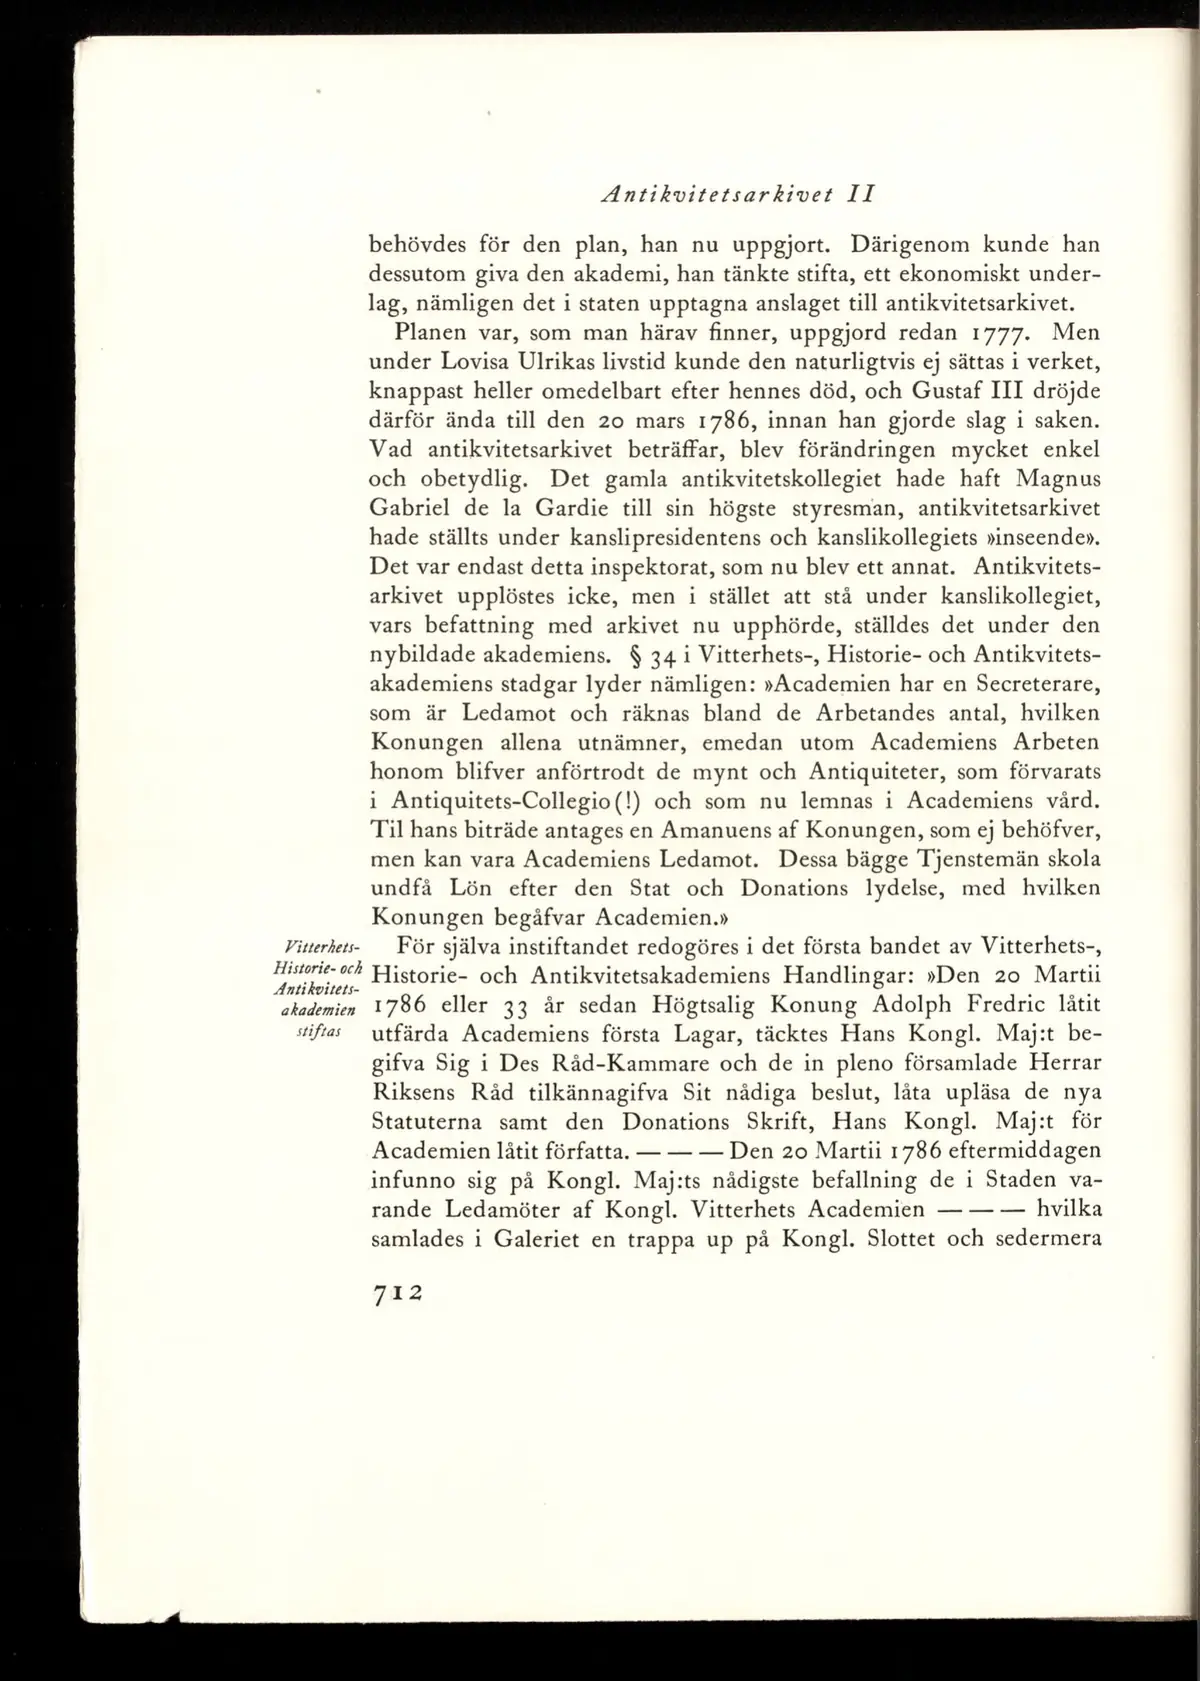 Antikvitetsarkivet II
behövdes för den plan, han nu uppgjort. Därigenom kunde han
dessutom giva den akademi, han tänkte stifta, ett ekonomiskt under-
lag, nämligen det i staten upptagna anslaget till antikvitetsarkivet.
Planen var, som man härav finner, uppgjord redan 1777. Men
under Lovisa Ulrikas livstid kunde den naturligtvis ej sättas i verket,
knappast heller omedelbart efter hennes död, och Gustaf III dröjde
därför ända till den 20 mars 1786, innan han gjorde slag i saken.
Vad antikvitetsarkivet beträffar, blev förändringen mycket enkel
och obetydlig. Det gamla antikvitetskollegiet hade haft Magnus
Gabriel de la Gardie till sin högste styresman, antikvitetsarkivet
hade ställts under kanslipresidentens och kanslikollegiets »inseende».
Det var endast detta inspektorat, som nu blev ett annat. Antikvitets-
arkivet upplöstes icke, men i stället att stå under kanslikollegiet,
vars befattning med arkivet nu upphörde, ställdes det under den
nybildade akademiens. § 34 i Vitterhets-, Historie- och Antikvitets-
akademiens stadgar lyder nämligen: »Academien har en Secreterare,
som är Ledamot och räknas bland de Arbetandes antal, hvilken
Konungen allena utnämner, emedan utom Academiens Arbeten
honom blifver anförtrodt de mynt och Antiquiteter, som förvarats
i Antiquitets-Collegio(!) och som nu lemnas i Academiens vård.
Til hans biträde antages en Amanuens af Konungen, som ej behöfver,
men kan vara Academiens Ledamot. Dessa bägge Tjenstemän skola
undfå Lön efter den Stat och Donations lydelse, med hvilken
Konungen begåfvar Academien.»
Vitterhets-
Historie- och
Antikvitets-
akademien
stiftas
För själva instiftandet redogöres i det första bandet av Vitterhets-,
Historie- och Antikvitetsakademiens Handlingar: »Den 20 Martii
1786 eller 33 år sedan Högtsalig Konung Adolph Fredric låtit
utfärda Academiens första Lagar, täcktes Hans Kongl. Maj:t be-
gifva Sig i Des Råd-Kammare och de in pleno församlade Herrar
Riksens Råd tilkännagifva Sit nådiga beslut, låta upläsa de nya
Statuterna samt den Donations Skrift, Hans Kongl. Maj:t för
Academien låtit författa. — — — Den 20 Martii 1786 eftermiddagen
infunno sig på Kongl. Maj:ts nådigste befallning de i Staden va-
rande Ledamöter af Kongl. Vitterhets Academien — — — hvilka
samlades i Galeriet en trappa up på Kongl. Slottet och sedermera
712